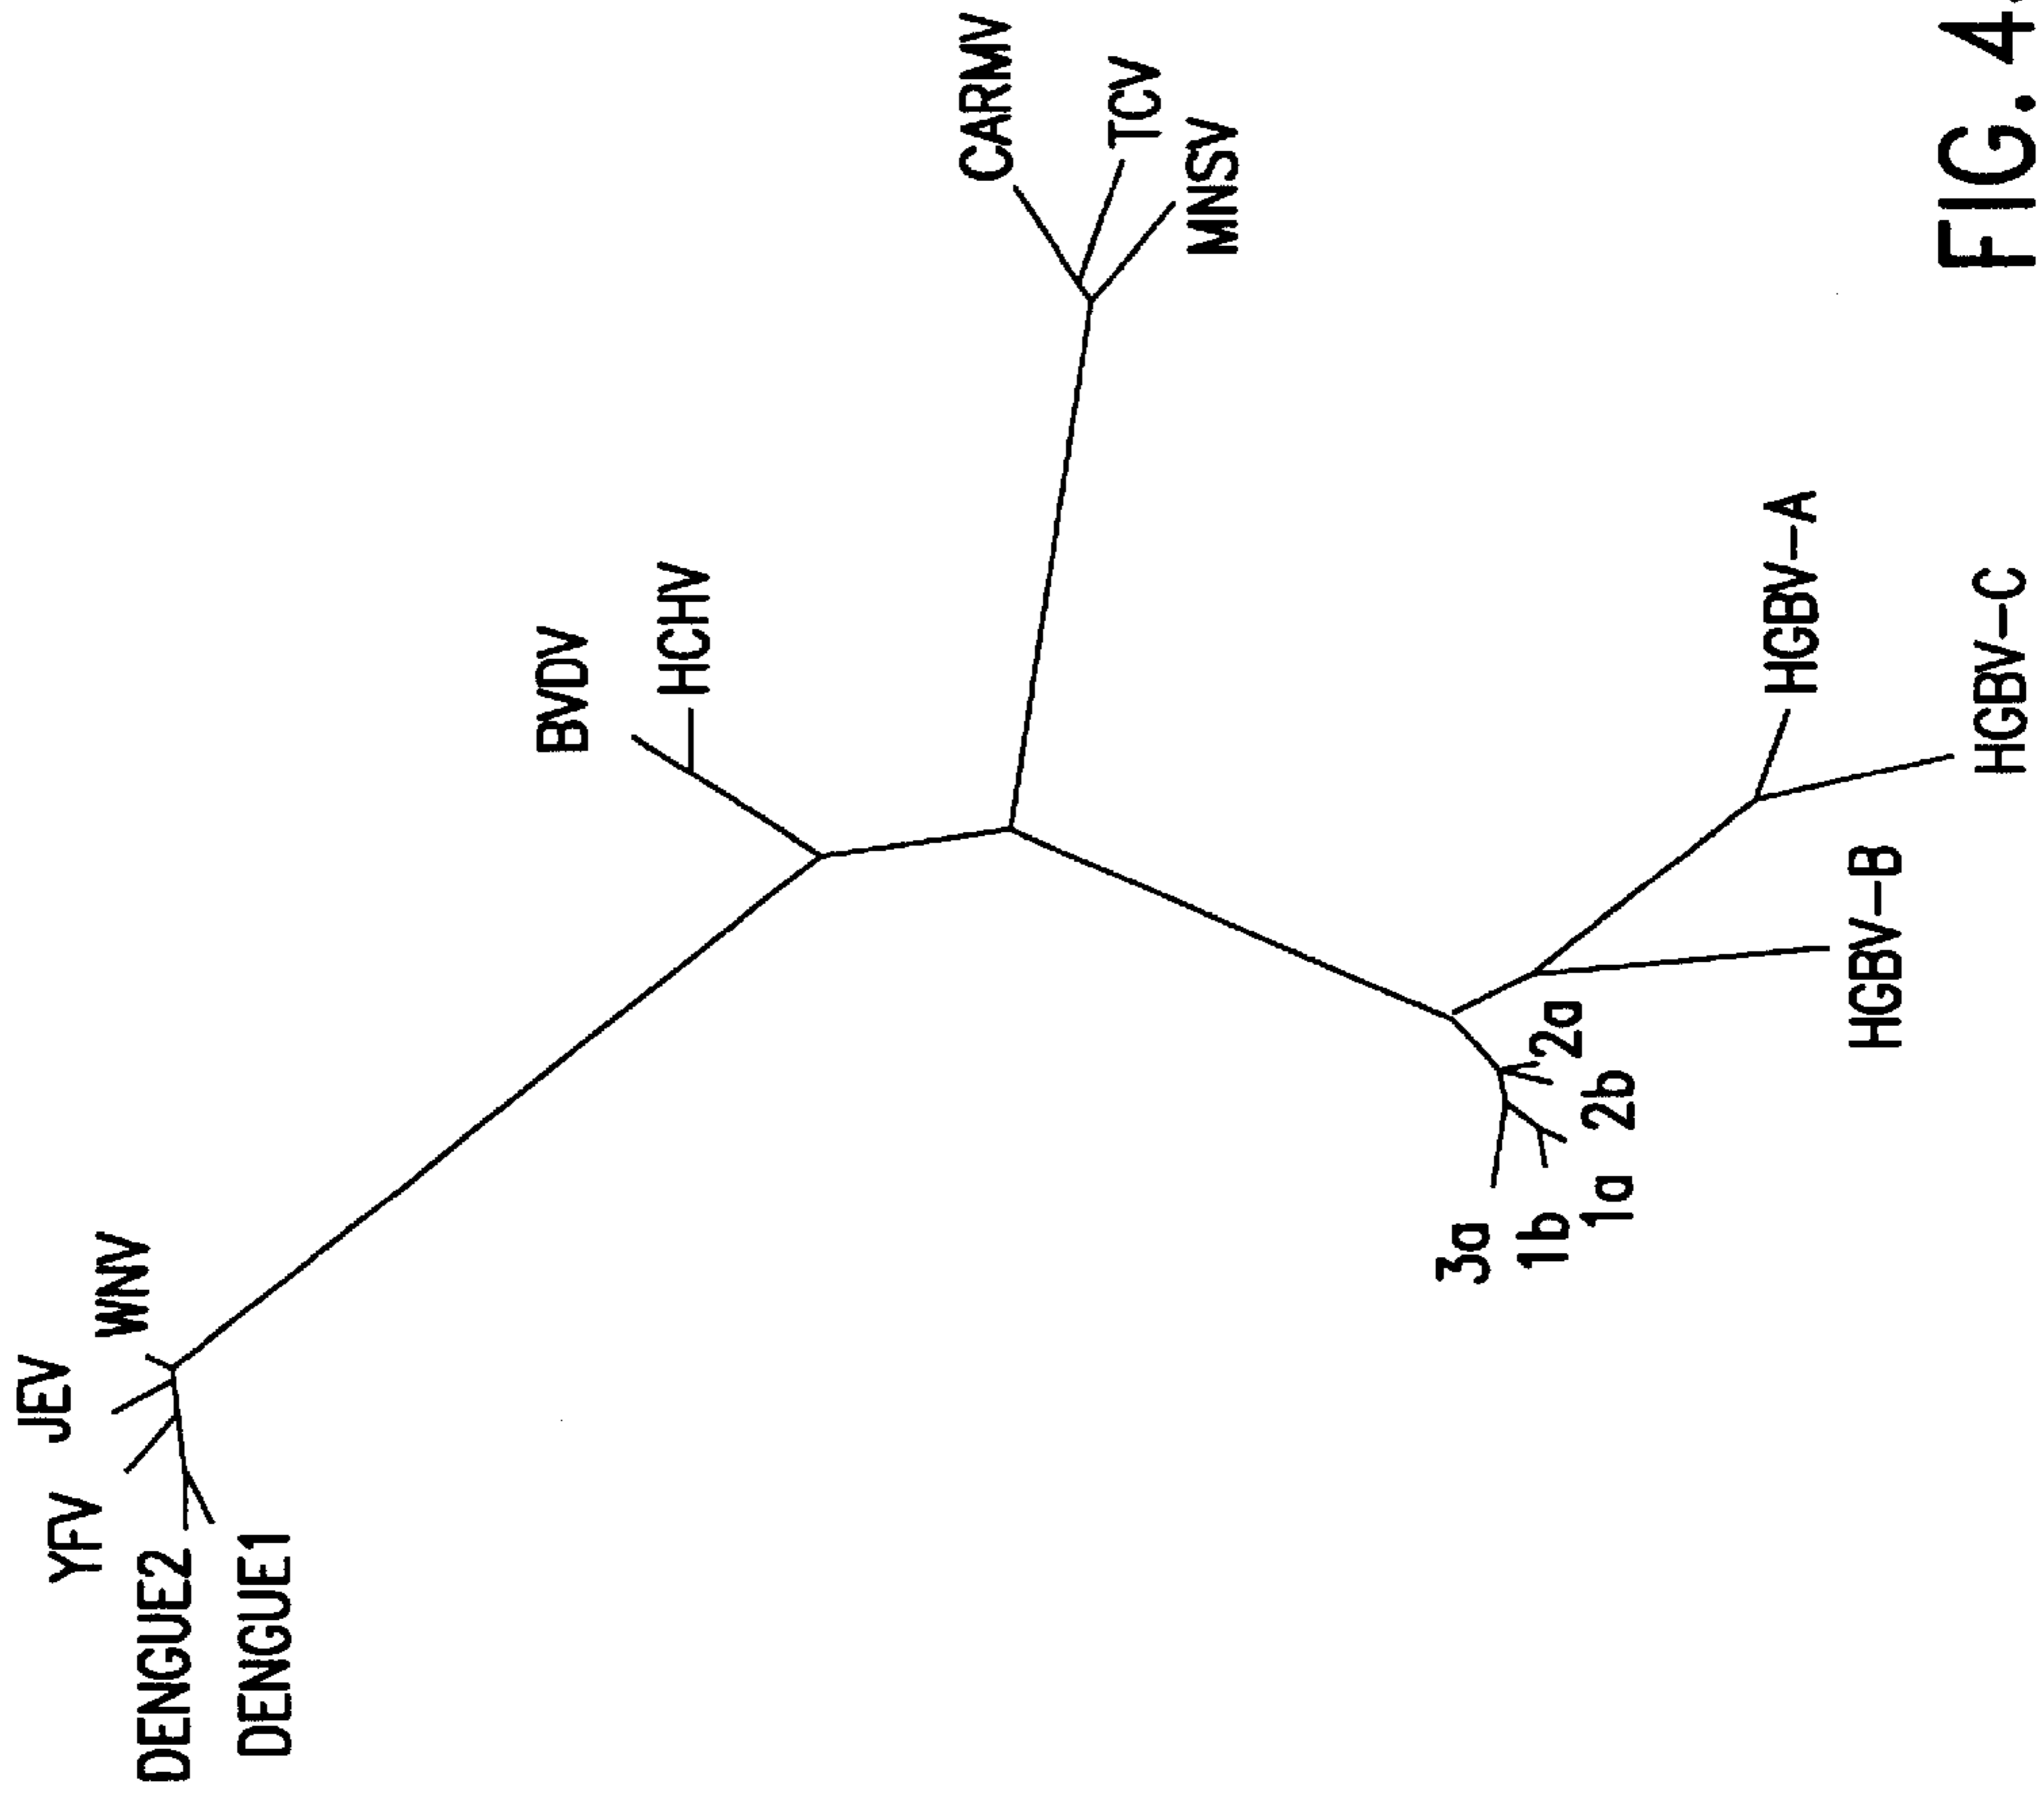 JEV
YFV
WNV
DENGUE2
DENGUE1
BVDV
HCHV
CARMV
TCV
MNSV
3a
1b
2a
1a
2b
HGBV-A
HGBV-B
HGBV-C
FIG. 4